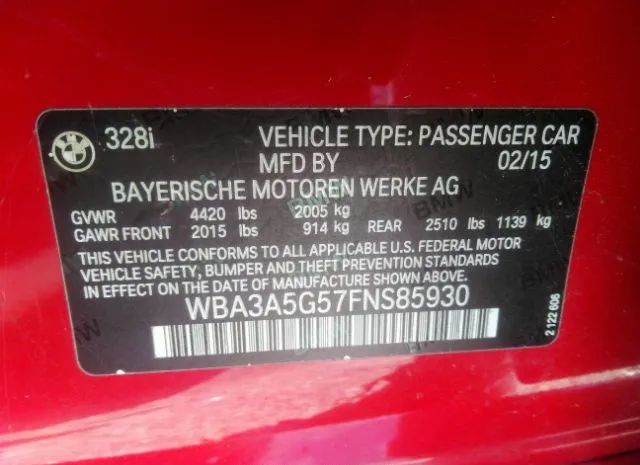 328i VEHICLE TYPE: PASSENGER CAR
MFD BY 02/15
BAYERISCHE MOTOREN WERKE AG
GVWR 4420 lbs 2005 kg
GAWR FRONT 2015 lbs 914 kg REAR 2510 lbs 1139 kg
THIS VEHICLE CONFORMS TO ALL APPLICABLE U.S. FEDERAL MOTOR
VEHICLE SAFETY, BUMPER AND THEFT PREVENTION STANDARDS
IN EFFECT ON THE DATE OF MANUFACTURE SHOWN ABOVE.
WBA3A5G57FNS85930
2 122 606
BMW